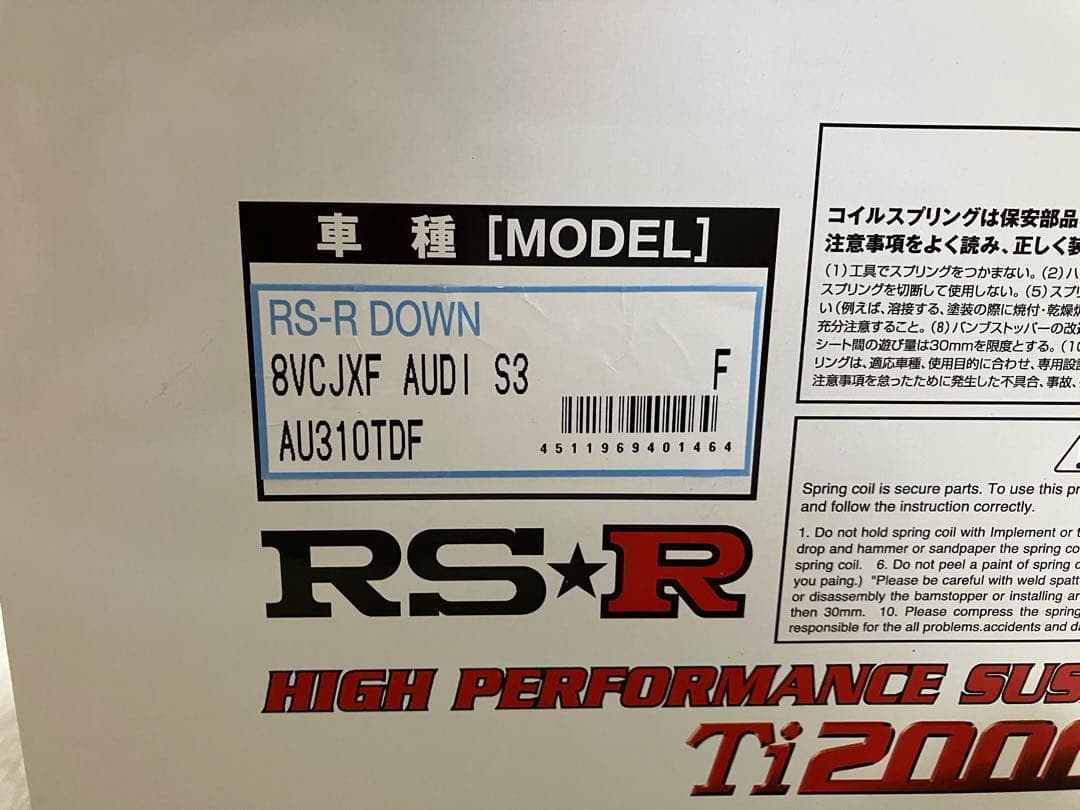 車 種 [MODEL]
RS-R DOWN
8VCJXF AUDI S3 F
AU310TDF
4511969401464
RS★R
HIGH PERFORMANCE
Ti2000
コイルスプリングは保安部品
注意事項をよく読み、正しく
(1)工具でスプリングをつかまない。(2)ハ
スプリングを切断して使用しない。(5)スプリ
い(例えば、溶接する、塗装の際に焼付・乾燥
充分注意すること。(8)バンプストッパーの改
シート間の遊び量は30mmを限度とする。(10
リングは、適応車種、使用目的に合わせ、専用設
注意事項を怠ったために発生した不具合、事故、
Spring coil is secure parts. To use this
and follow the instruction correctly.
1. Do not hold spring coil with Implement or
drop and hammer or sandpaper the spring
spring coil. 6. Do not peel a paint of spring
you paing.) "Please be careful with weld
or disassembly the bamstopper or installing
then 30mm. 10. Please compress the spring
responsible for the all problems.accidents and